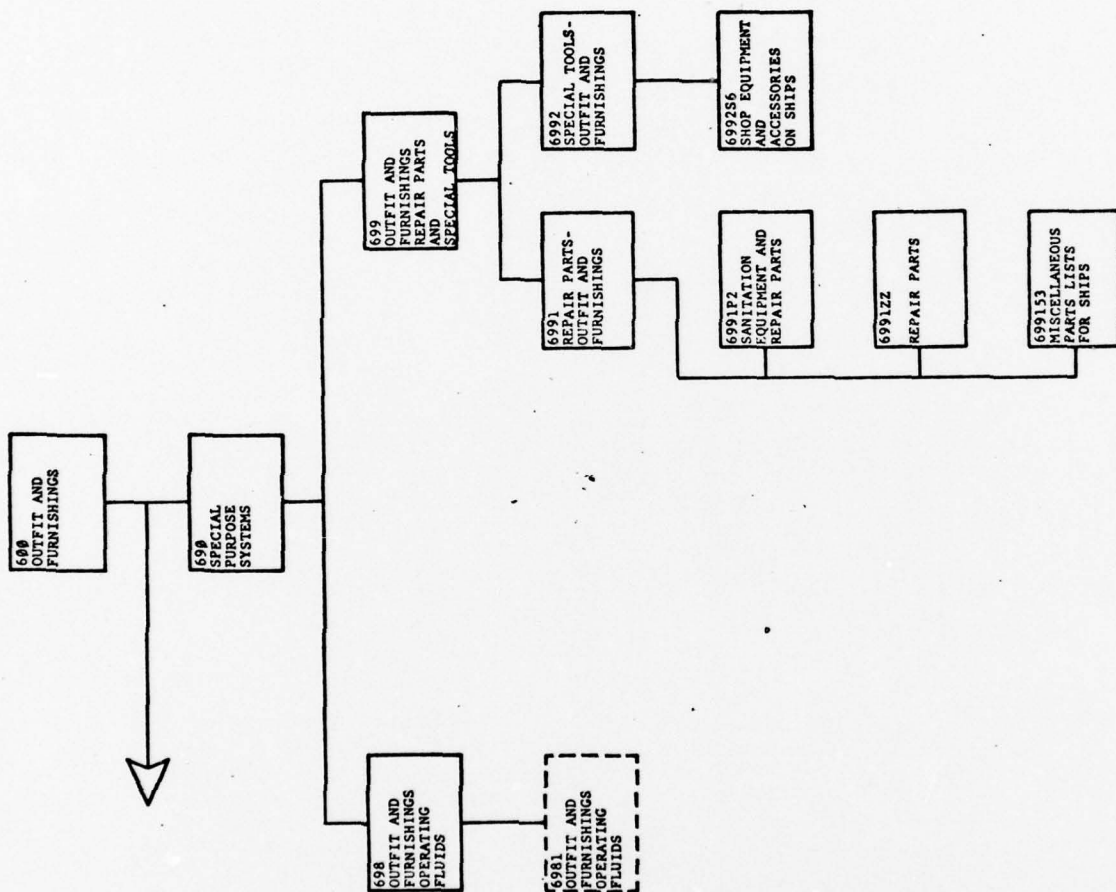 600
OUTFIT AND
FURNISHINGS
690
SPECIAL
PURPOSE
SYSTEMS
698
OUTFIT AND
FURNISHINGS
OPERATING
FLUIDS
6981
OUTFIT AND
FURNISHINGS
OPERATING
FLUIDS
699
OUTFIT AND
FURNISHINGS
REPAIR PARTS
AND
SPECIAL TOOLS
6991
REPAIR PARTS-
OUTFIT AND
FURNISHINGS
6991P2
SANITATION
EQUIPMENT AND
REPAIR PARTS
6991ZZ
REPAIR PARTS
699153
MISCELLANEOUS
PARTS LISTS
FOR SHIPS
6992
SPECIAL TOOLS-
OUTFIT AND
FURNISHINGS
6992S6
SHOP EQUIPMENT
AND
ACCESSORIES
ON SHIPS